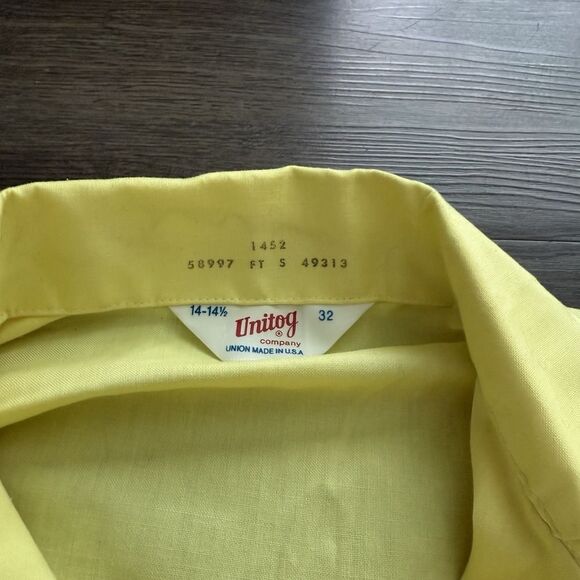 1452
58997 FT S 49313
14-14½ 32
Unitog ®
company
UNION MADE IN U.S.A